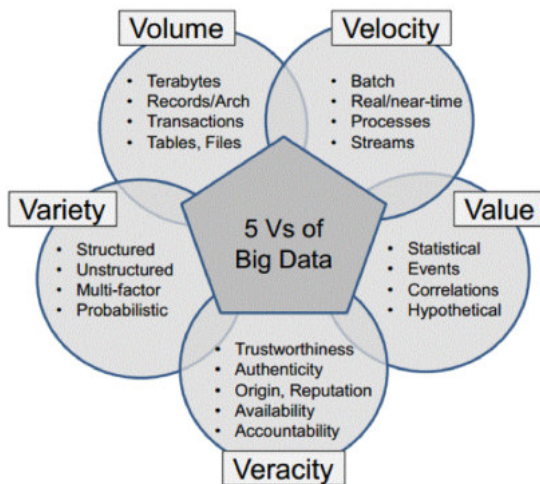 Volume
• Terabytes
• Records/Arch
• Transactions
• Tables, Files
Velocity
• Batch
• Real/near-time
• Processes
• Streams
Variety
• Structured
• Unstructured
• Multi-factor
• Probabilistic
5 Vs of
Big Data
Value
• Statistical
• Events
• Correlations
• Hypothetical
• Trustworthiness
• Authenticity
• Origin, Reputation
• Availability
• Accountability
Veracity